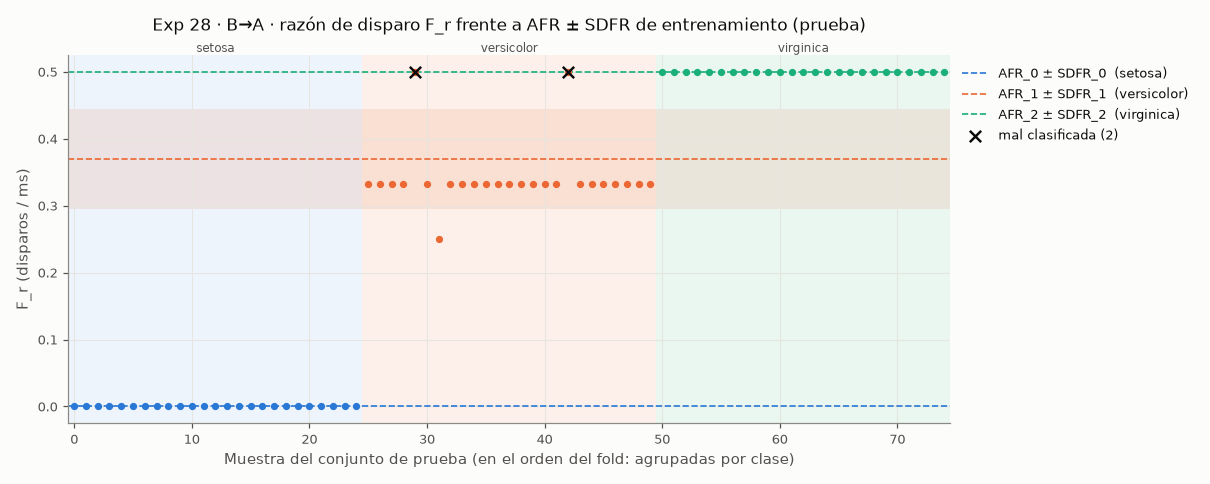 Exp 28 · B→A · razón de disparo F_r frente a AFR ± SDFR de entrenamiento (prueba)
setosa
versicolor
virginica
F_r (disparos / ms)
0.5
0.4
0.3
0.2
0.1
0.0
0
10
20
30
40
50
60
70
Muestra del conjunto de prueba (en el orden del fold: agrupadas por clase)
AFR_0 ± SDFR_0 (setosa)
AFR_1 ± SDFR_1 (versicolor)
AFR_2 ± SDFR_2 (virginica)
mal clasificada (2)